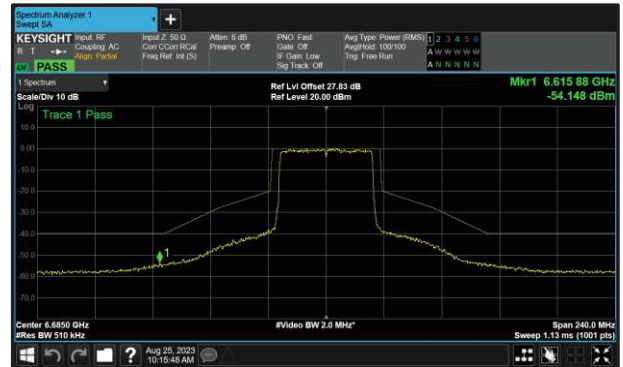 Spectrum Analyzer 1
Swept SA
+
KEYSIGHT
R T
PASS
Input: RF
Coupling: AC
Align: Partial
Input Z: 50 Ω
Corr CCorr RCal
Freq Ref: Int (S)
Atten: 6 dB
Preamp: Off
PNO: Fast
Gate: Off
IF Gain: Low
Sig Track: Off
Avg Type: Power (RMS)
Avg|Hold: 100/100
Trig: Free Run
1 2 3 4 5 6
A W W W W W
A N N N N N
1 Spectrum
Scale/Div 10 dB
Ref Lvl Offset 27.83 dB
Ref Level 20.00 dBm
Mkr1 6.615 88 GHz
-54.148 dBm
Log
Trace 1 Pass
10.0
0.00
-10.0
-20.0
-30.0
-40.0
-50.0
-60.0
-70.0
1
Center 6.6850 GHz
#Res BW 510 kHz
#Video BW 2.0 MHz*
Span 240.0 MHz
Sweep 1.13 ms (1001 pts)
?
Aug 25, 2023
10:15:48 AM